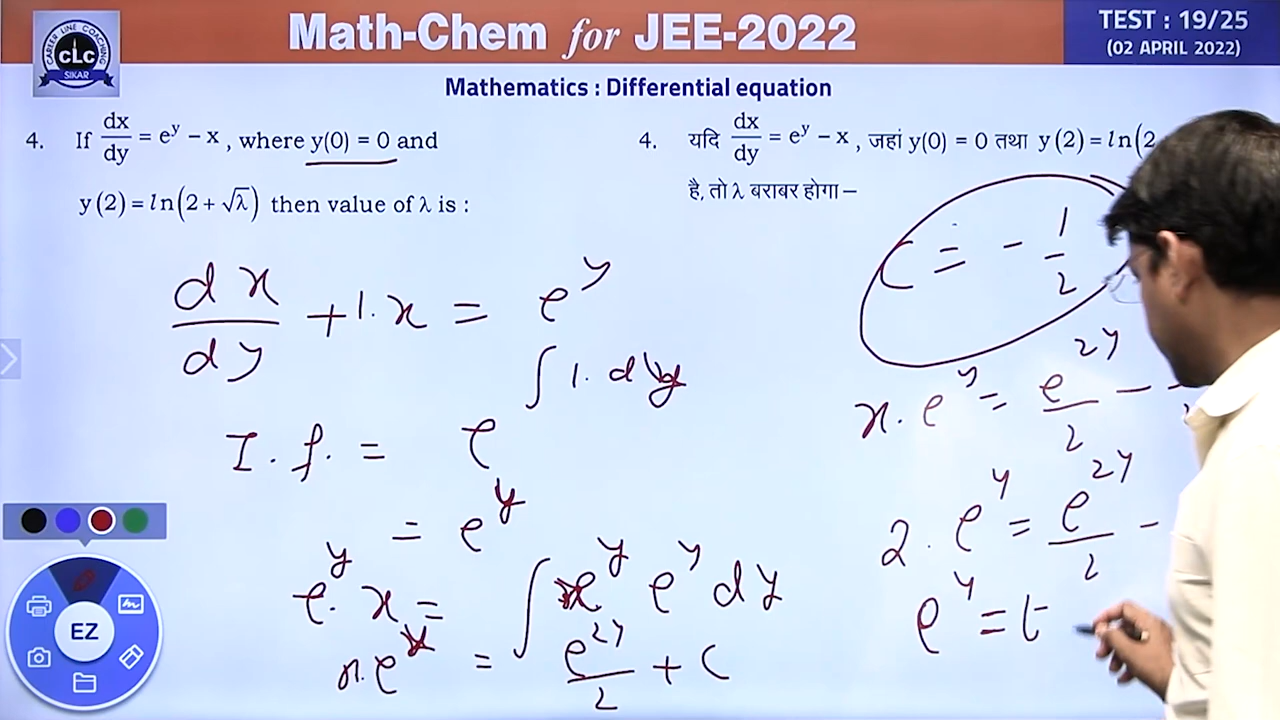 Math-Chem for JEE-2022
TEST : 19/25
(02 APRIL 2022)
CAREER LINE COACHING
CLC
SIKAR
Mathematics : Differential equation
4. If dx/dy = e^y − x , where y(0) = 0 and
y(2) = ln(2 + √λ) then value of λ is :
4. यदि dx/dy = e^y − x , जहां y(0) = 0 तथा y(2) = ln(2
है, तो λ बराबर होगा –
dx/dy + 1.x = e^y
I.f. = e^∫1.dy
= e^y
e^y . x = ∫ e^y e^y dy
x.e^y = e^2y/2 + C
C = - 1/2
x.e^y = e^2y/2 -
2.e^y = e^2y/2 -
e^y = t
EZ